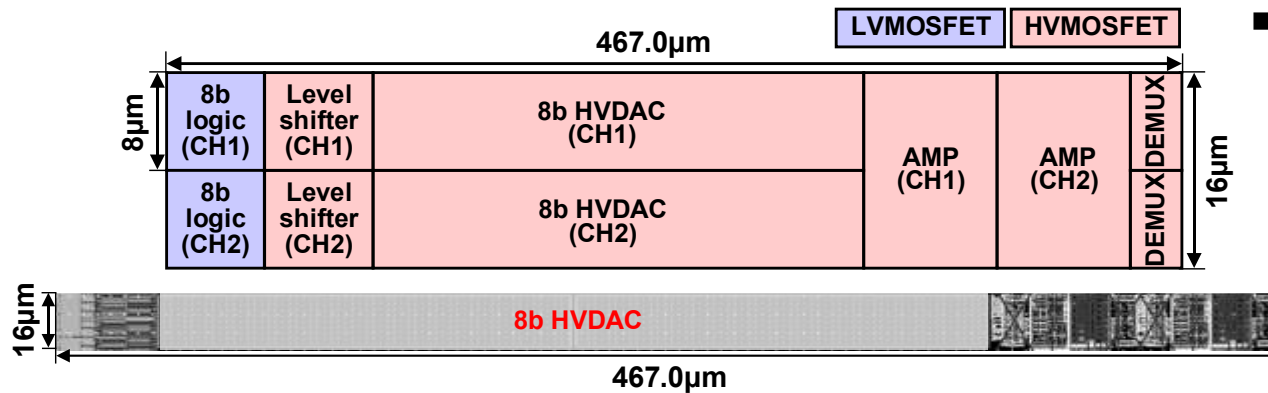 LVMOSFET HVMOSFET
467.0µm
8µm
8b
logic
(CH1)
Level
shifter
(CH1)
8b HVDAC
(CH1)
AMP
(CH1)
AMP
(CH2)
DEMUX
16µm
8b
logic
(CH2)
Level
shifter
(CH2)
8b HVDAC
(CH2)
DEMUX
16µm
8b HVDAC
467.0µm